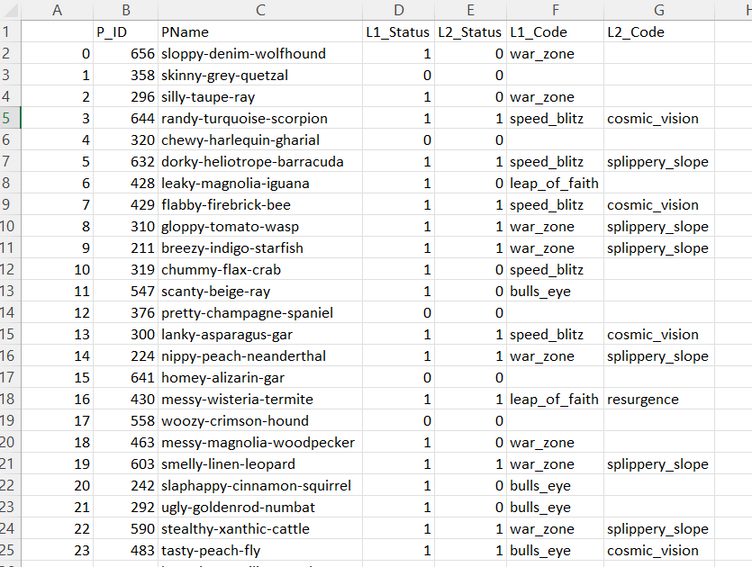 A B C D E F G
1 P_ID PName L1_Status L2_Status L1_Code L2_Code
2 0 656 sloppy-denim-wolfhound 1 0 war_zone
3 1 358 skinny-grey-quetzal 0 0
4 2 296 silly-taupe-ray 1 0 war_zone
5 3 644 randy-turquoise-scorpion 1 1 speed_blitz cosmic_vision
6 4 320 chewy-harlequin-gharial 0 0
7 5 632 dorky-heliotrope-barracuda 1 1 speed_blitz splippery_slope
8 6 428 leaky-magnolia-iguana 1 0 leap_of_faith
9 7 429 flabby-firebrick-bee 1 1 speed_blitz cosmic_vision
10 8 310 gloppy-tomato-wasp 1 1 war_zone splippery_slope
11 9 211 breezy-indigo-starfish 1 1 war_zone splippery_slope
12 10 319 chummy-flax-crab 1 0 speed_blitz
13 11 547 scanty-beige-ray 1 0 bulls_eye
14 12 376 pretty-champagne-spaniel 0 0
15 13 300 lanky-asparagus-gar 1 1 speed_blitz cosmic_vision
16 14 224 nippy-peach-neanderthal 1 1 war_zone splippery_slope
17 15 641 homey-alizarin-gar 0 0
18 16 430 messy-wisteria-termite 1 1 leap_of_faith resurgence
19 17 558 woozy-crimson-hound 0 0
20 18 463 messy-magnolia-woodpecker 1 0 war_zone
21 19 603 smelly-linen-leopard 1 1 war_zone splippery_slope
22 20 242 slaphappy-cinnamon-squirrel 1 0 bulls_eye
23 21 292 ugly-goldenrod-numbat 1 0 bulls_eye
24 22 590 stealthy-xanthic-cattle 1 1 war_zone splippery_slope
25 23 483 tasty-peach-fly 1 1 bulls_eye cosmic_vision